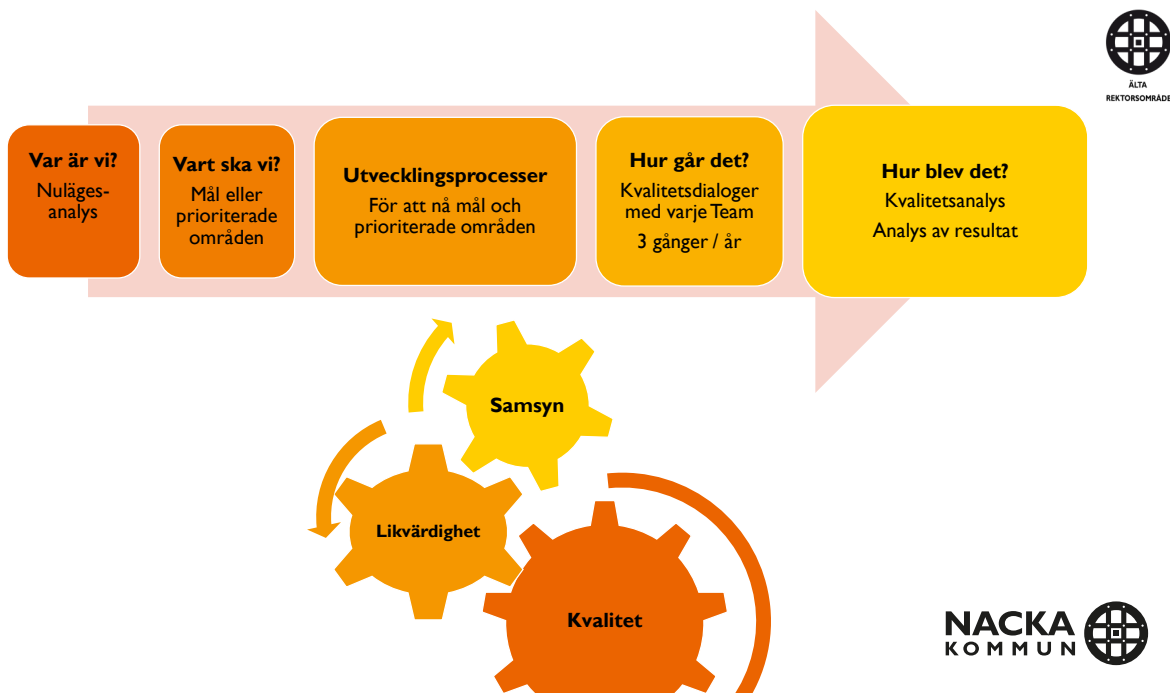 ÄLTA
REKTORSOMRÅDE
Var är vi?
Nuläges-
analys
Vart ska vi?
Mål eller
prioriterade
områden
Utvecklingsprocesser
För att nå mål och
prioriterade områden
Hur går det?
Kvalitetsdialoger
med varje Team
3 gånger / år
Hur blev det?
Kvalitetsanalys
Analys av resultat
Samsyn
Likvärdighet
Kvalitet
NACKA
KOMMUN